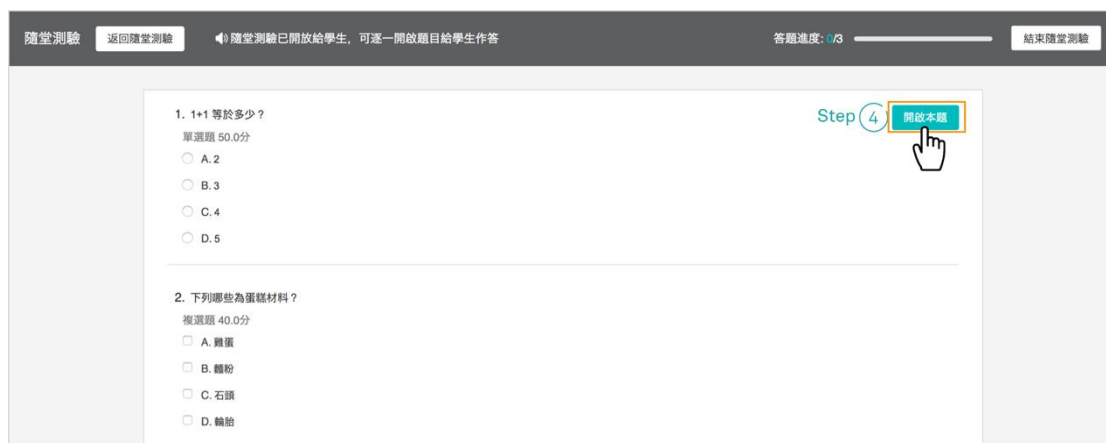 隨堂測驗 返回隨堂測驗 隨堂測驗已開放給學生，可逐一開啟題目給學生作答 答題進度: 0/3 結束隨堂測驗
1. 1+1 等於多少？ Step 4 開啟本題
單選題 50.0分
A. 2
B. 3
C. 4
D. 5
2. 下列哪些為蛋糕材料？
複選題 40.0分
A. 雞蛋
B. 麵粉
C. 石頭
D. 輪胎